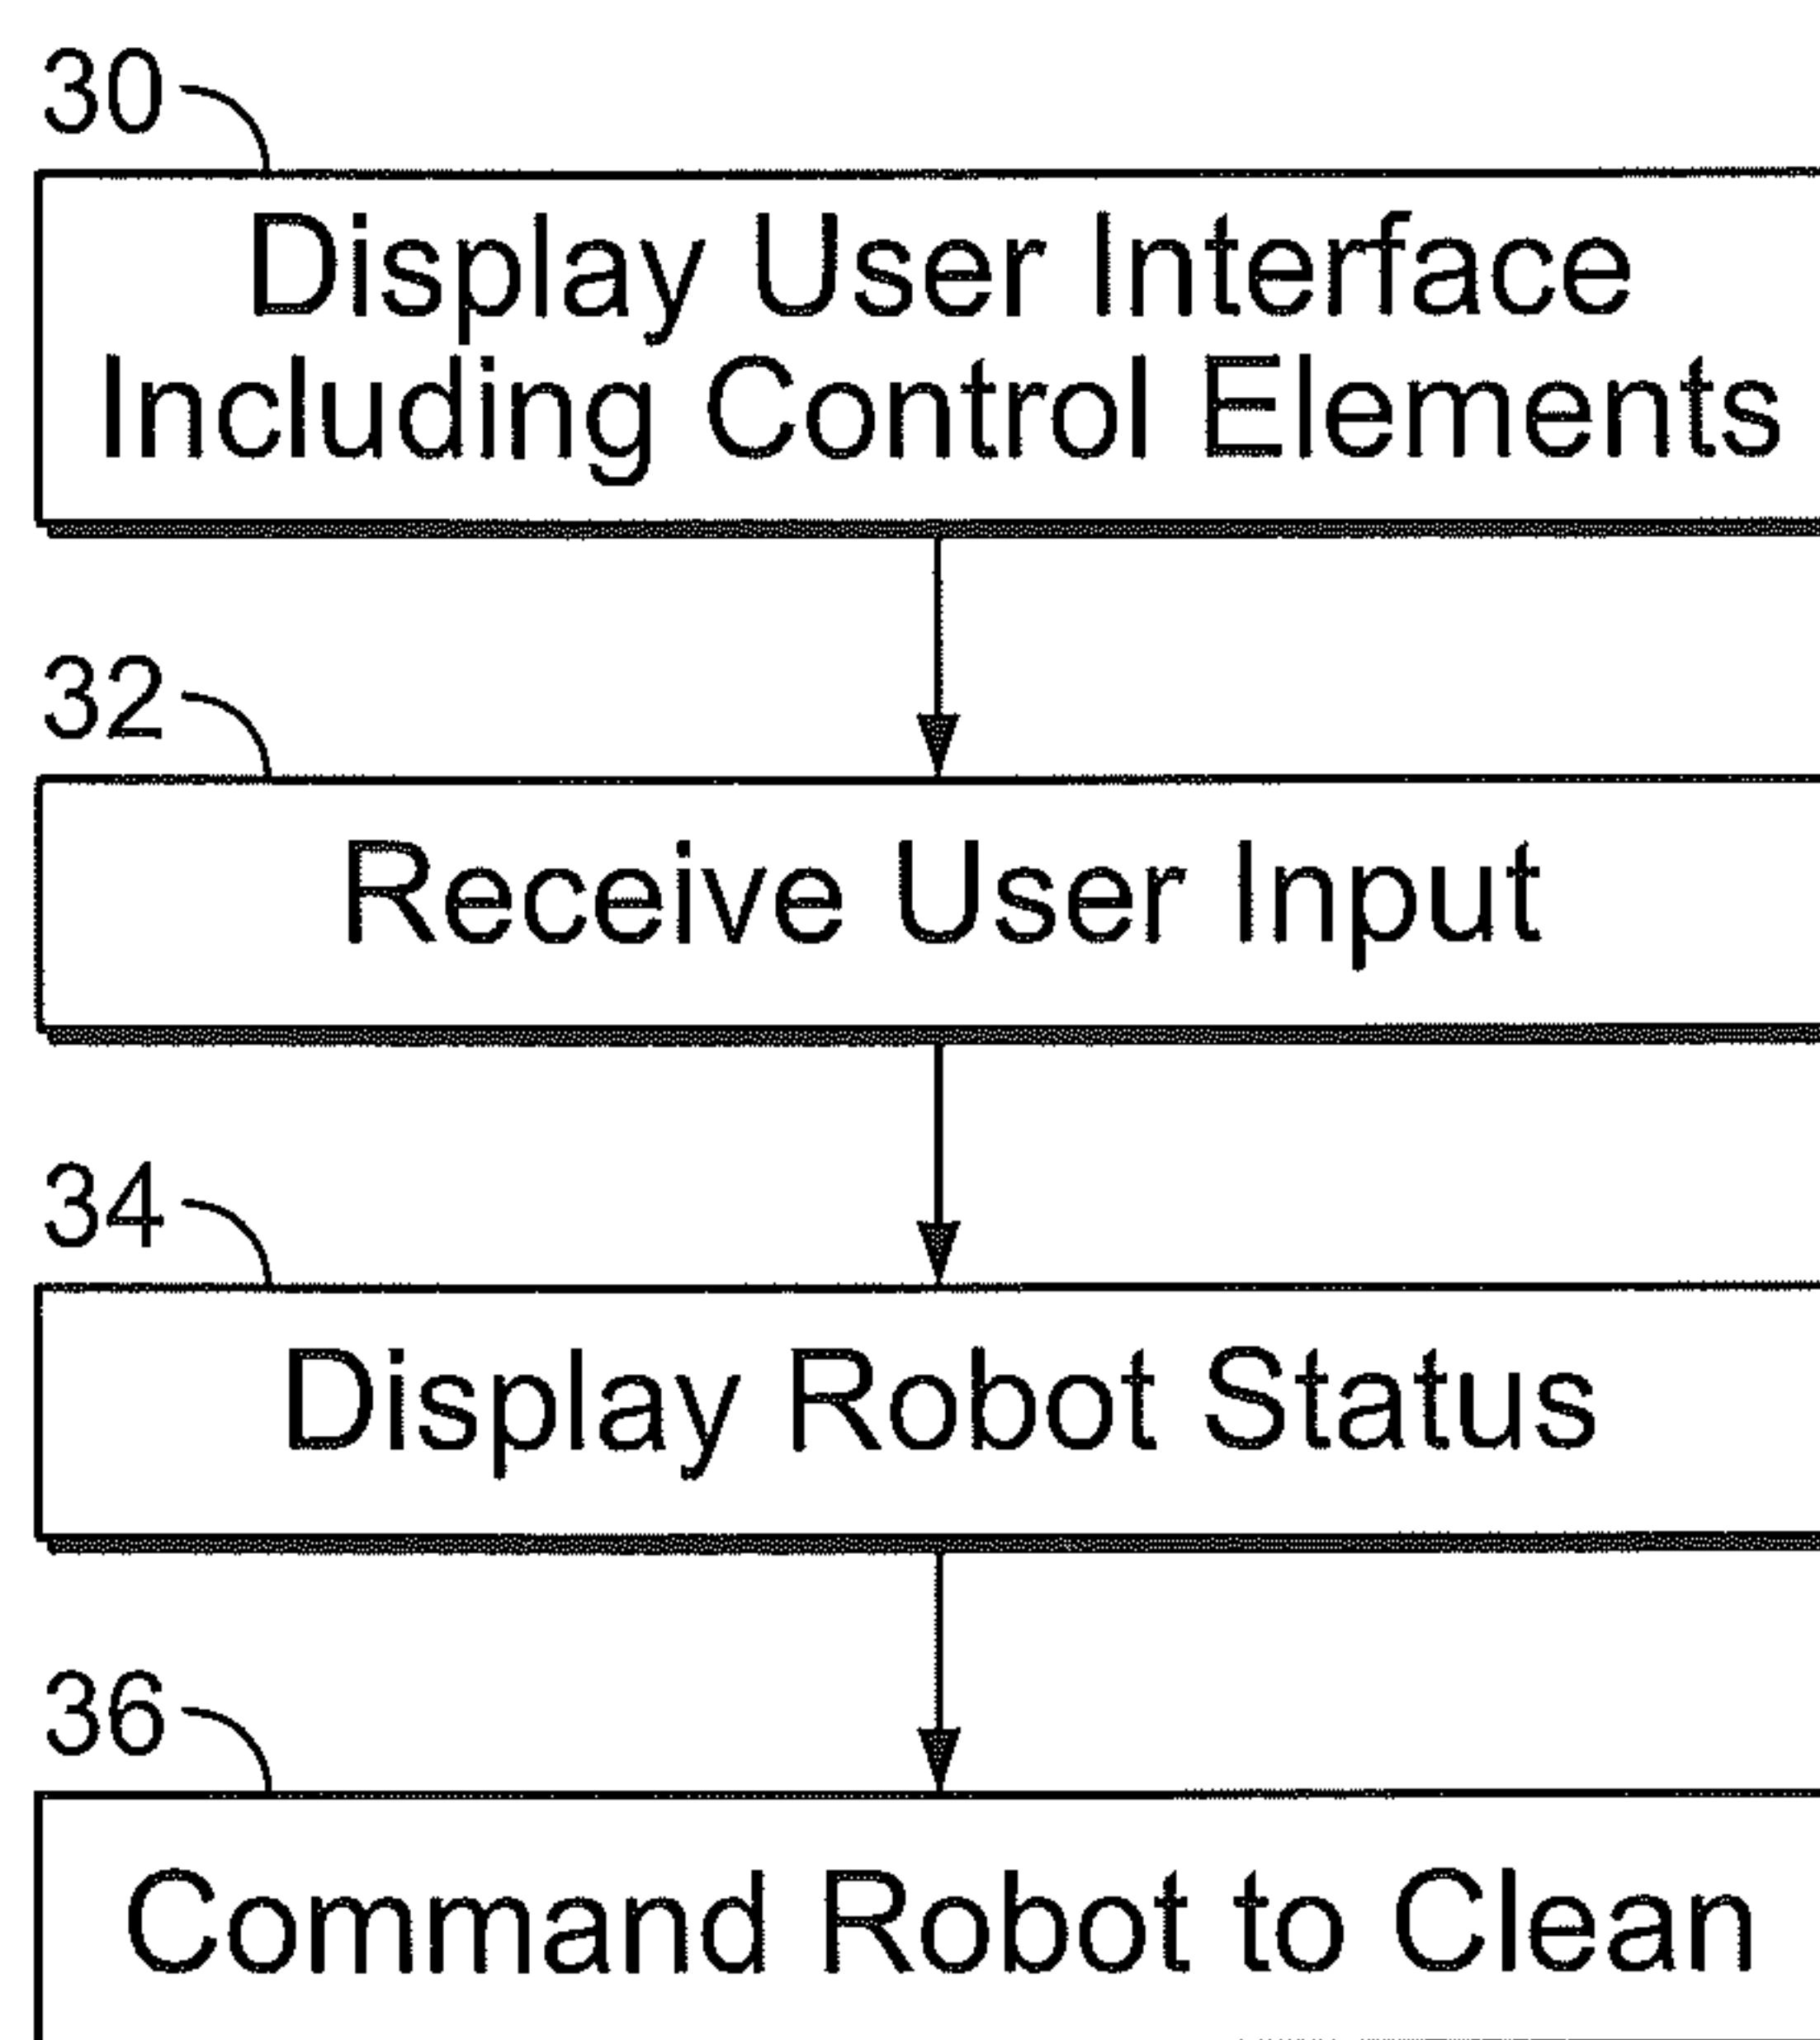 30
Display User Interface
Including Control Elements
32
Receive User Input
34
Display Robot Status
36
Command Robot to Clean